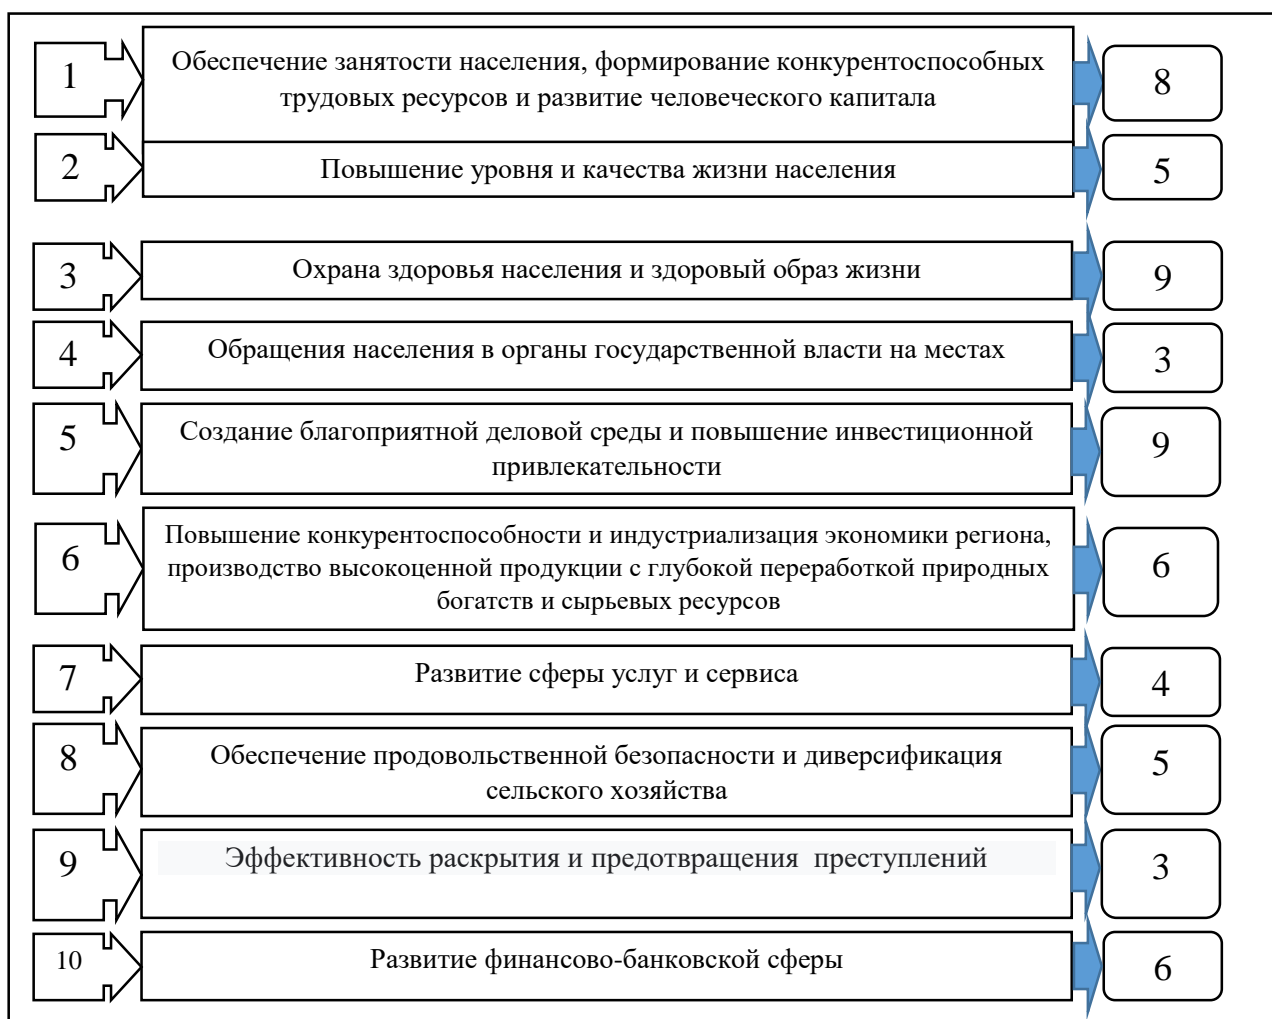 1
Обеспечение занятости населения, формирование конкурентоспособных
трудовых ресурсов и развитие человеческого капитала
8
2
Повышение уровня и качества жизни населения
5
3
Охрана здоровья населения и здоровый образ жизни
9
4
Обращения населения в органы государственной власти на местах
3
5
Создание благоприятной деловой среды и повышение инвестиционной
привлекательности
9
6
Повышение конкурентоспособности и индустриализация экономики региона,
производство высокоценной продукции с глубокой переработкой природных
богатств и сырьевых ресурсов
6
7
Развитие сферы услуг и сервиса
4
8
Обеспечение продовольственной безопасности и диверсификация
сельского хозяйства
5
9
Эффективность раскрытия и предотвращения преступлений
3
10
Развитие финансово-банковской сферы
6